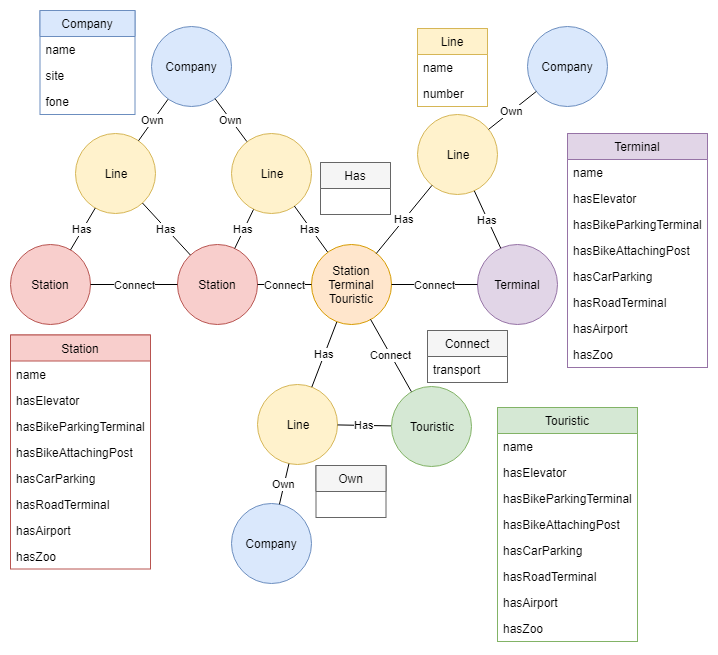 Company
name
site
fone
Company
Line
name
number
Company
Own
Own
Own
Line
Line
Line
Has
Terminal
name
hasElevator
hasBikeParkingTerminal
hasBikeAttachingPost
hasCarParking
hasRoadTerminal
hasAirport
hasZoo
Has
Has
Has
Has
Has
Has
Station
Connect
Station
Connect
Station
Terminal
Touristic
Connect
Terminal
Station
name
hasElevator
hasBikeParkingTerminal
hasBikeAttachingPost
hasCarParking
hasRoadTerminal
hasAirport
hasZoo
Has
Connect
Connect
transport
Line
Has
Touristic
Own
Own
Company
Touristic
name
hasElevator
hasBikeParkingTerminal
hasBikeAttachingPost
hasCarParking
hasRoadTerminal
hasAirport
hasZoo